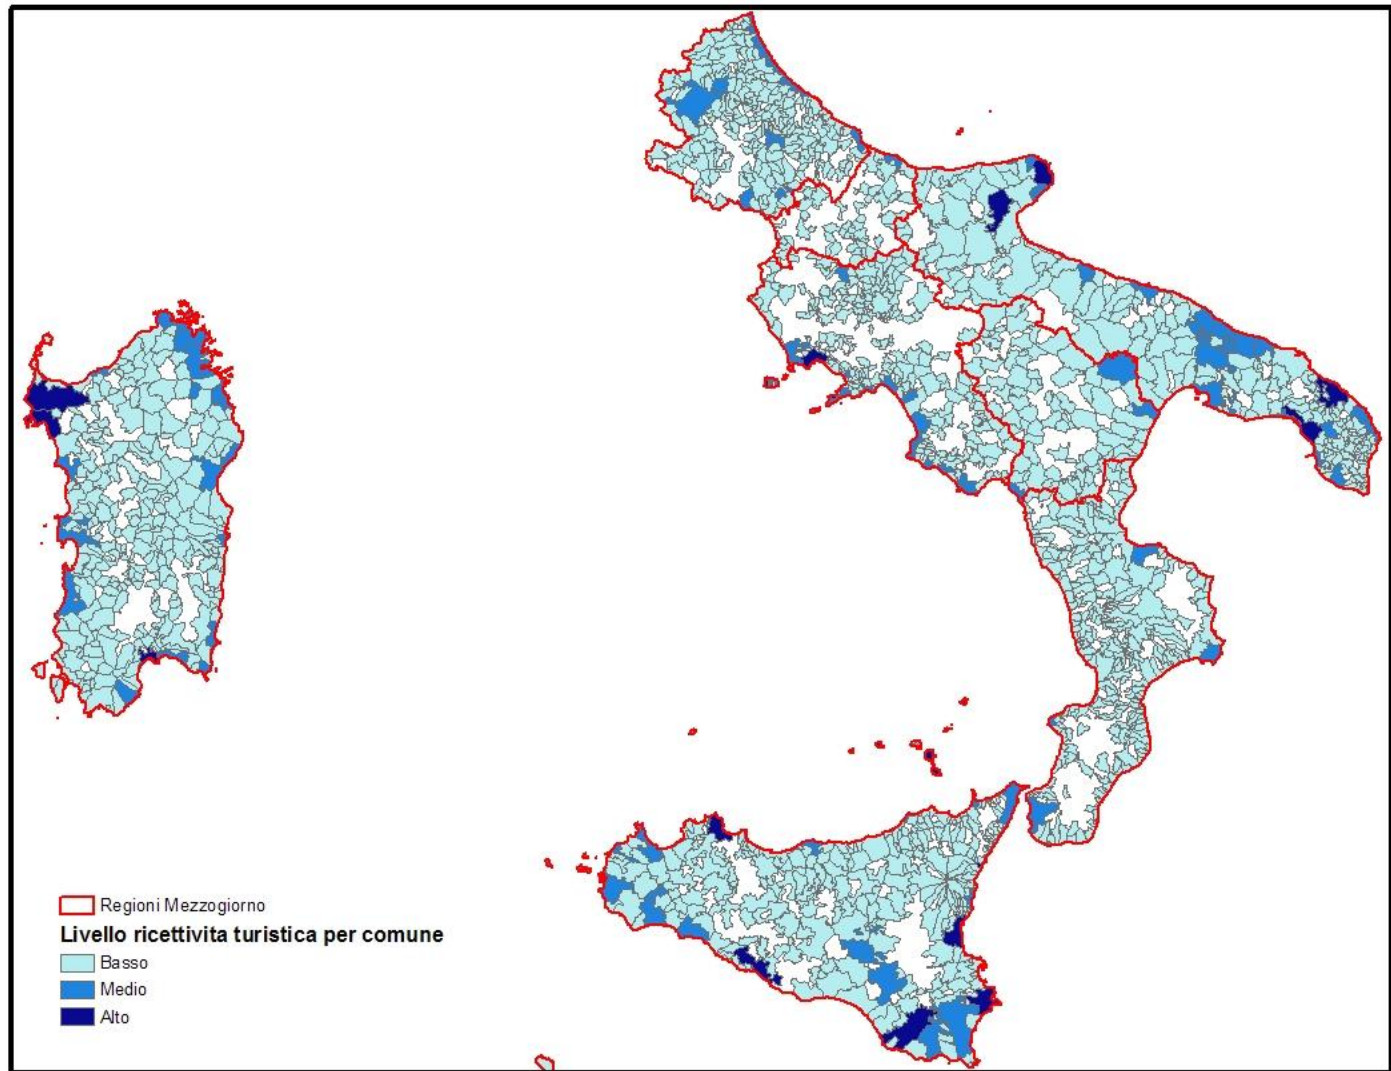 Regioni Mezzogiorno
Livello ricettivita turistica per comune
Basso
Medio
Alto